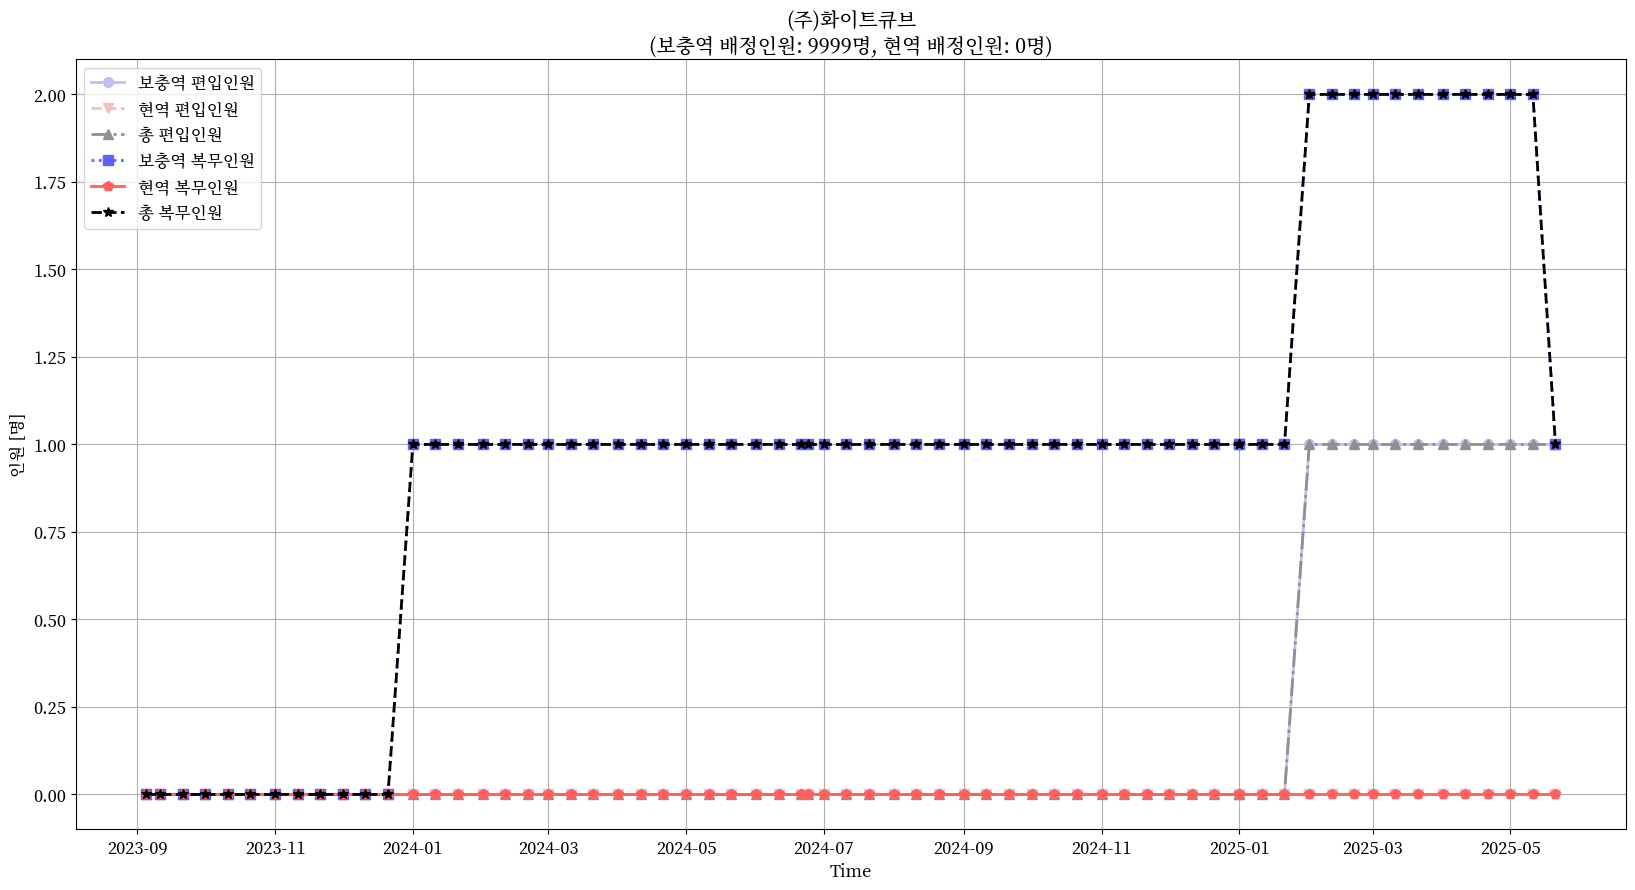 (주)화이트큐브
(보충역 배정인원: 9999명, 현역 배정인원: 0명)
보충역 편입인원
현역 편입인원
총 편입인원
보충역 복무인원
현역 복무인원
총 복무인원
2.00
1.75
1.50
1.25
1.00
0.75
0.50
0.25
0.00
인원 [명]
2023-09
2023-11
2024-01
2024-03
2024-05
2024-07
2024-09
2024-11
2025-01
2025-03
2025-05
Time